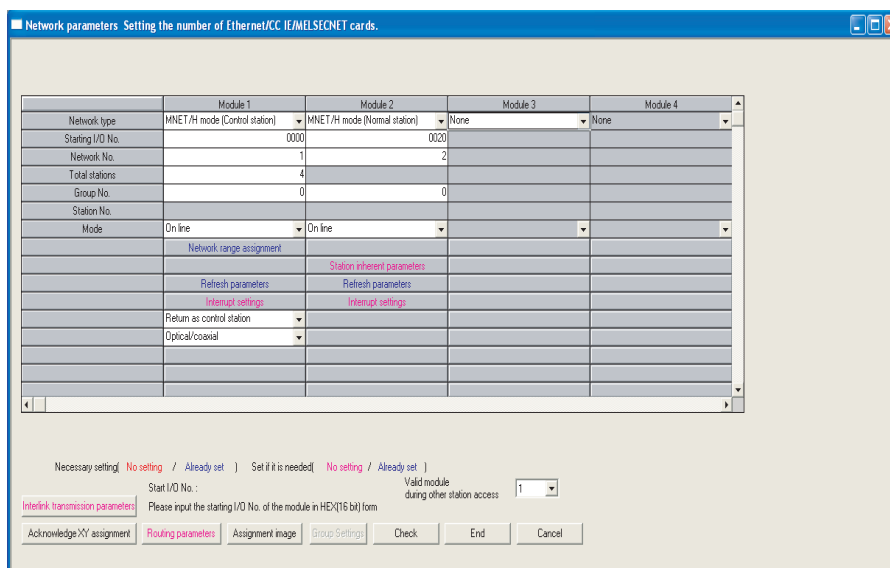 Network parameters Setting the number of Ethernet/CC IE/MELSECNET cards.
Module 1 Module 2 Module 3 Module 4
Network type MNET/H mode (Control station) MNET/H mode (Normal station) None None
Starting I/O No. 0000 0020
Network No. 1 2
Total stations 4
Group No. 0 0
Station No.
Mode On line On line
Network range assignment
Station inherent parameters
Refresh parameters Refresh parameters
Interrupt settings Interrupt settings
Return as control station
Optical/coaxial
Necessary setting( No setting / Already set ) Set if it is needed( No setting / Already set )
Start I/O No. : Valid module
during other station access 1
Interlink transmission parameters Please input the starting I/O No. of the module in HEX(16 bit) form
Acknowledge XY assignment Routing parameters Assignment image Group Settings Check End Cancel